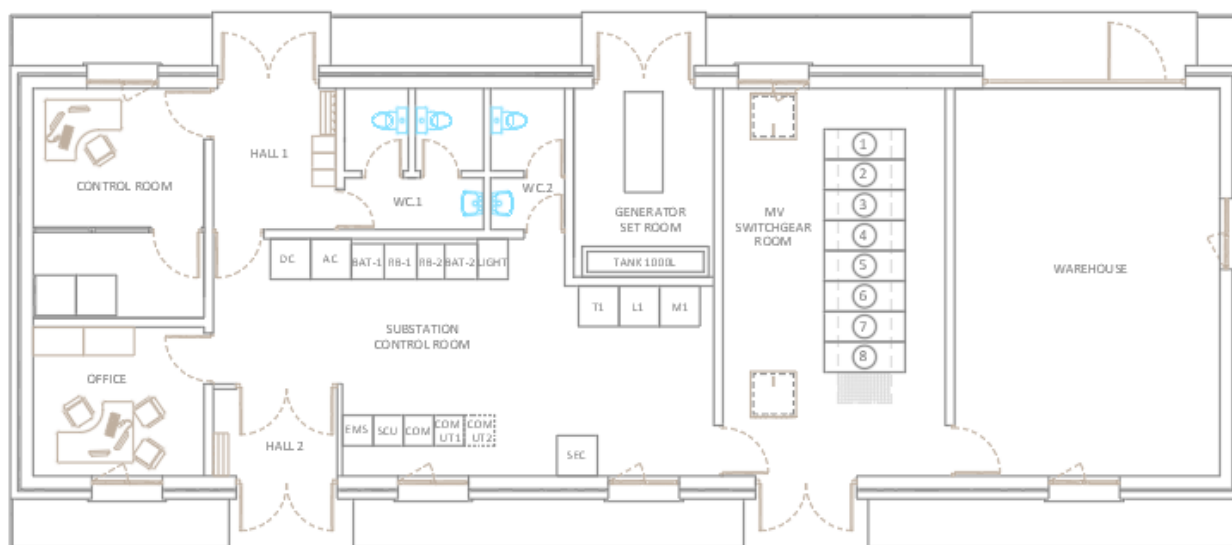 HALL 1
CONTROL ROOM
WC.1
WC.2
GENERATOR
SET ROOM
TANK 1000L
MV
SWITCHGEAR
ROOM
1
2
3
4
5
6
7
8
WAREHOUSE
DC
AC
BAT-1
RB-1
RB-2
BAT-2
LIGHT
T1
L1
M1
SUBSTATION
CONTROL ROOM
OFFICE
HALL 2
EMS
SCU
COM
COM
UT1
COM
UT2
SEC